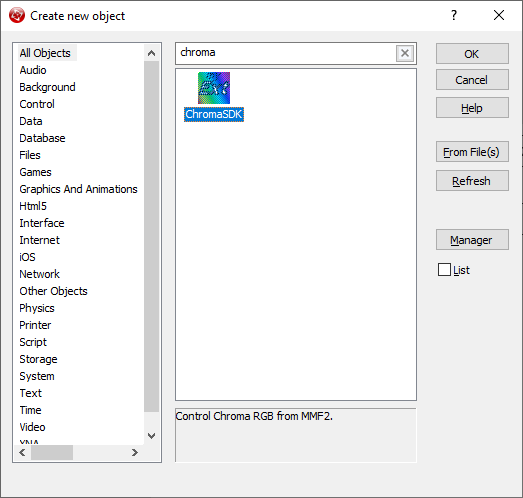 Create new object
?
All Objects
Audio
Background
Control
Data
Database
Files
Games
Graphics And Animations
Html5
Interface
Internet
iOS
Network
Other Objects
Physics
Printer
Script
Storage
System
Text
Time
Video
XNA
chroma
ChromaSDK
Control Chroma RGB from MMF2.
OK
Cancel
Help
From File(s)
Refresh
Manager
List